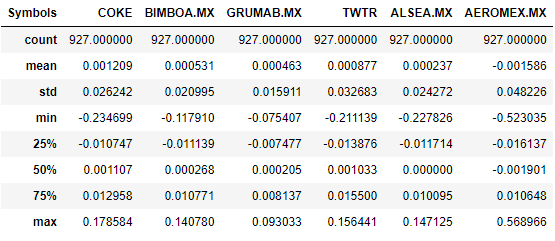 Symbols COKE BIMBOA.MX GRUMAB.MX TWTR ALSEA.MX AEROMEX.MX
count 927.000000 927.000000 927.000000 927.000000 927.000000 927.000000
mean 0.001209 0.000531 0.000463 0.000877 0.000237 -0.001586
std 0.026242 0.020995 0.015911 0.032683 0.024272 0.048226
min -0.234699 -0.117910 -0.075407 -0.211139 -0.227826 -0.523035
25% -0.010747 -0.011139 -0.007477 -0.013876 -0.011714 -0.016137
50% 0.001107 0.000268 0.000205 0.001033 0.000000 -0.001901
75% 0.012958 0.010771 0.008137 0.015500 0.010095 0.010648
max 0.178584 0.140780 0.093033 0.156441 0.147125 0.568966